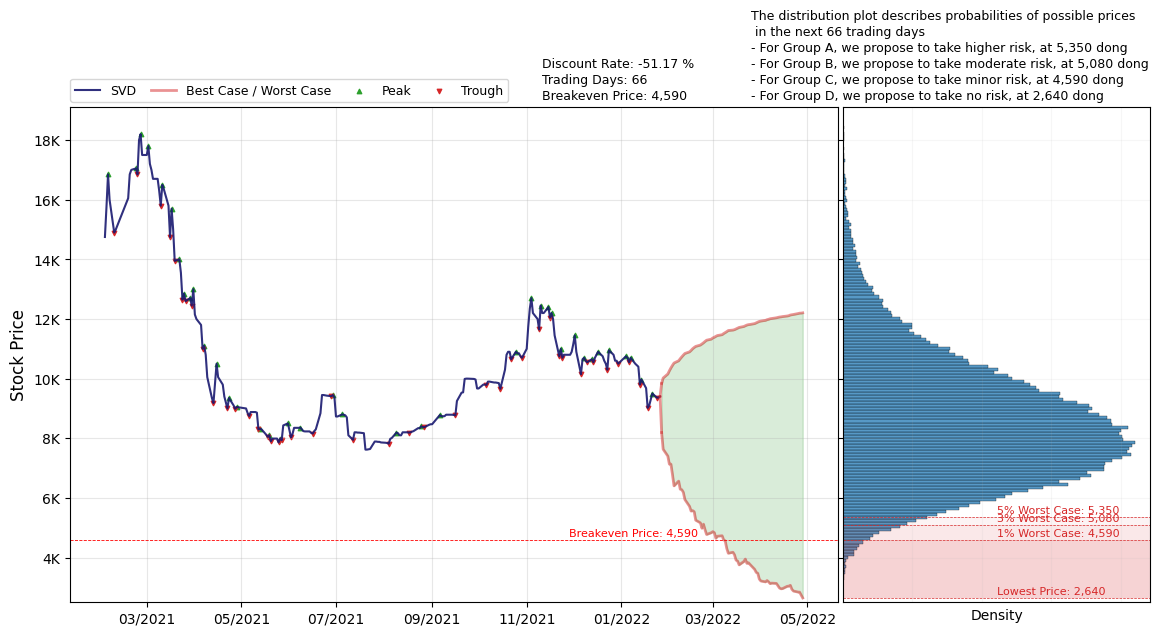 The distribution plot describes probabilities of possible prices
in the next 66 trading days
- For Group A, we propose to take higher risk, at 5,350 dong
- For Group B, we propose to take moderate risk, at 5,080 dong
- For Group C, we propose to take minor risk, at 4,590 dong
- For Group D, we propose to take no risk, at 2,640 dong
Discount Rate: -51.17 %
Trading Days: 66
Breakeven Price: 4,590
SVD
Best Case / Worst Case
Peak
Trough
Stock Price
18K
16K
14K
12K
10K
8K
6K
4K
Breakeven Price: 4,590
03/2021
05/2021
07/2021
09/2021
11/2021
01/2022
03/2022
05/2022
5% Worst Case: 5,350
3% Worst Case: 5,080
1% Worst Case: 4,590
Lowest Price: 2,640
Density